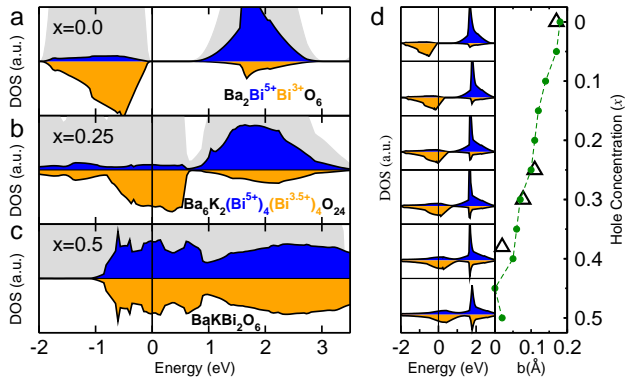 a
x=0.0
DOS (a.u.)
Ba2Bi5+Bi3+O6
b
x=0.25
DOS (a.u.)
Ba6K2(Bi5+)4(Bi3.5+)4O24
c
x=0.5
DOS (a.u)
BaKBi2O6
-2 -1 0 1 2 3
Energy (eV)
d
DOS (a.u.)
-2 0 2
Energy (eV)
0 0.1 0.2
b(Å)
0
0.1
0.2
0.3
0.4
0.5
Hole Concentration (x)